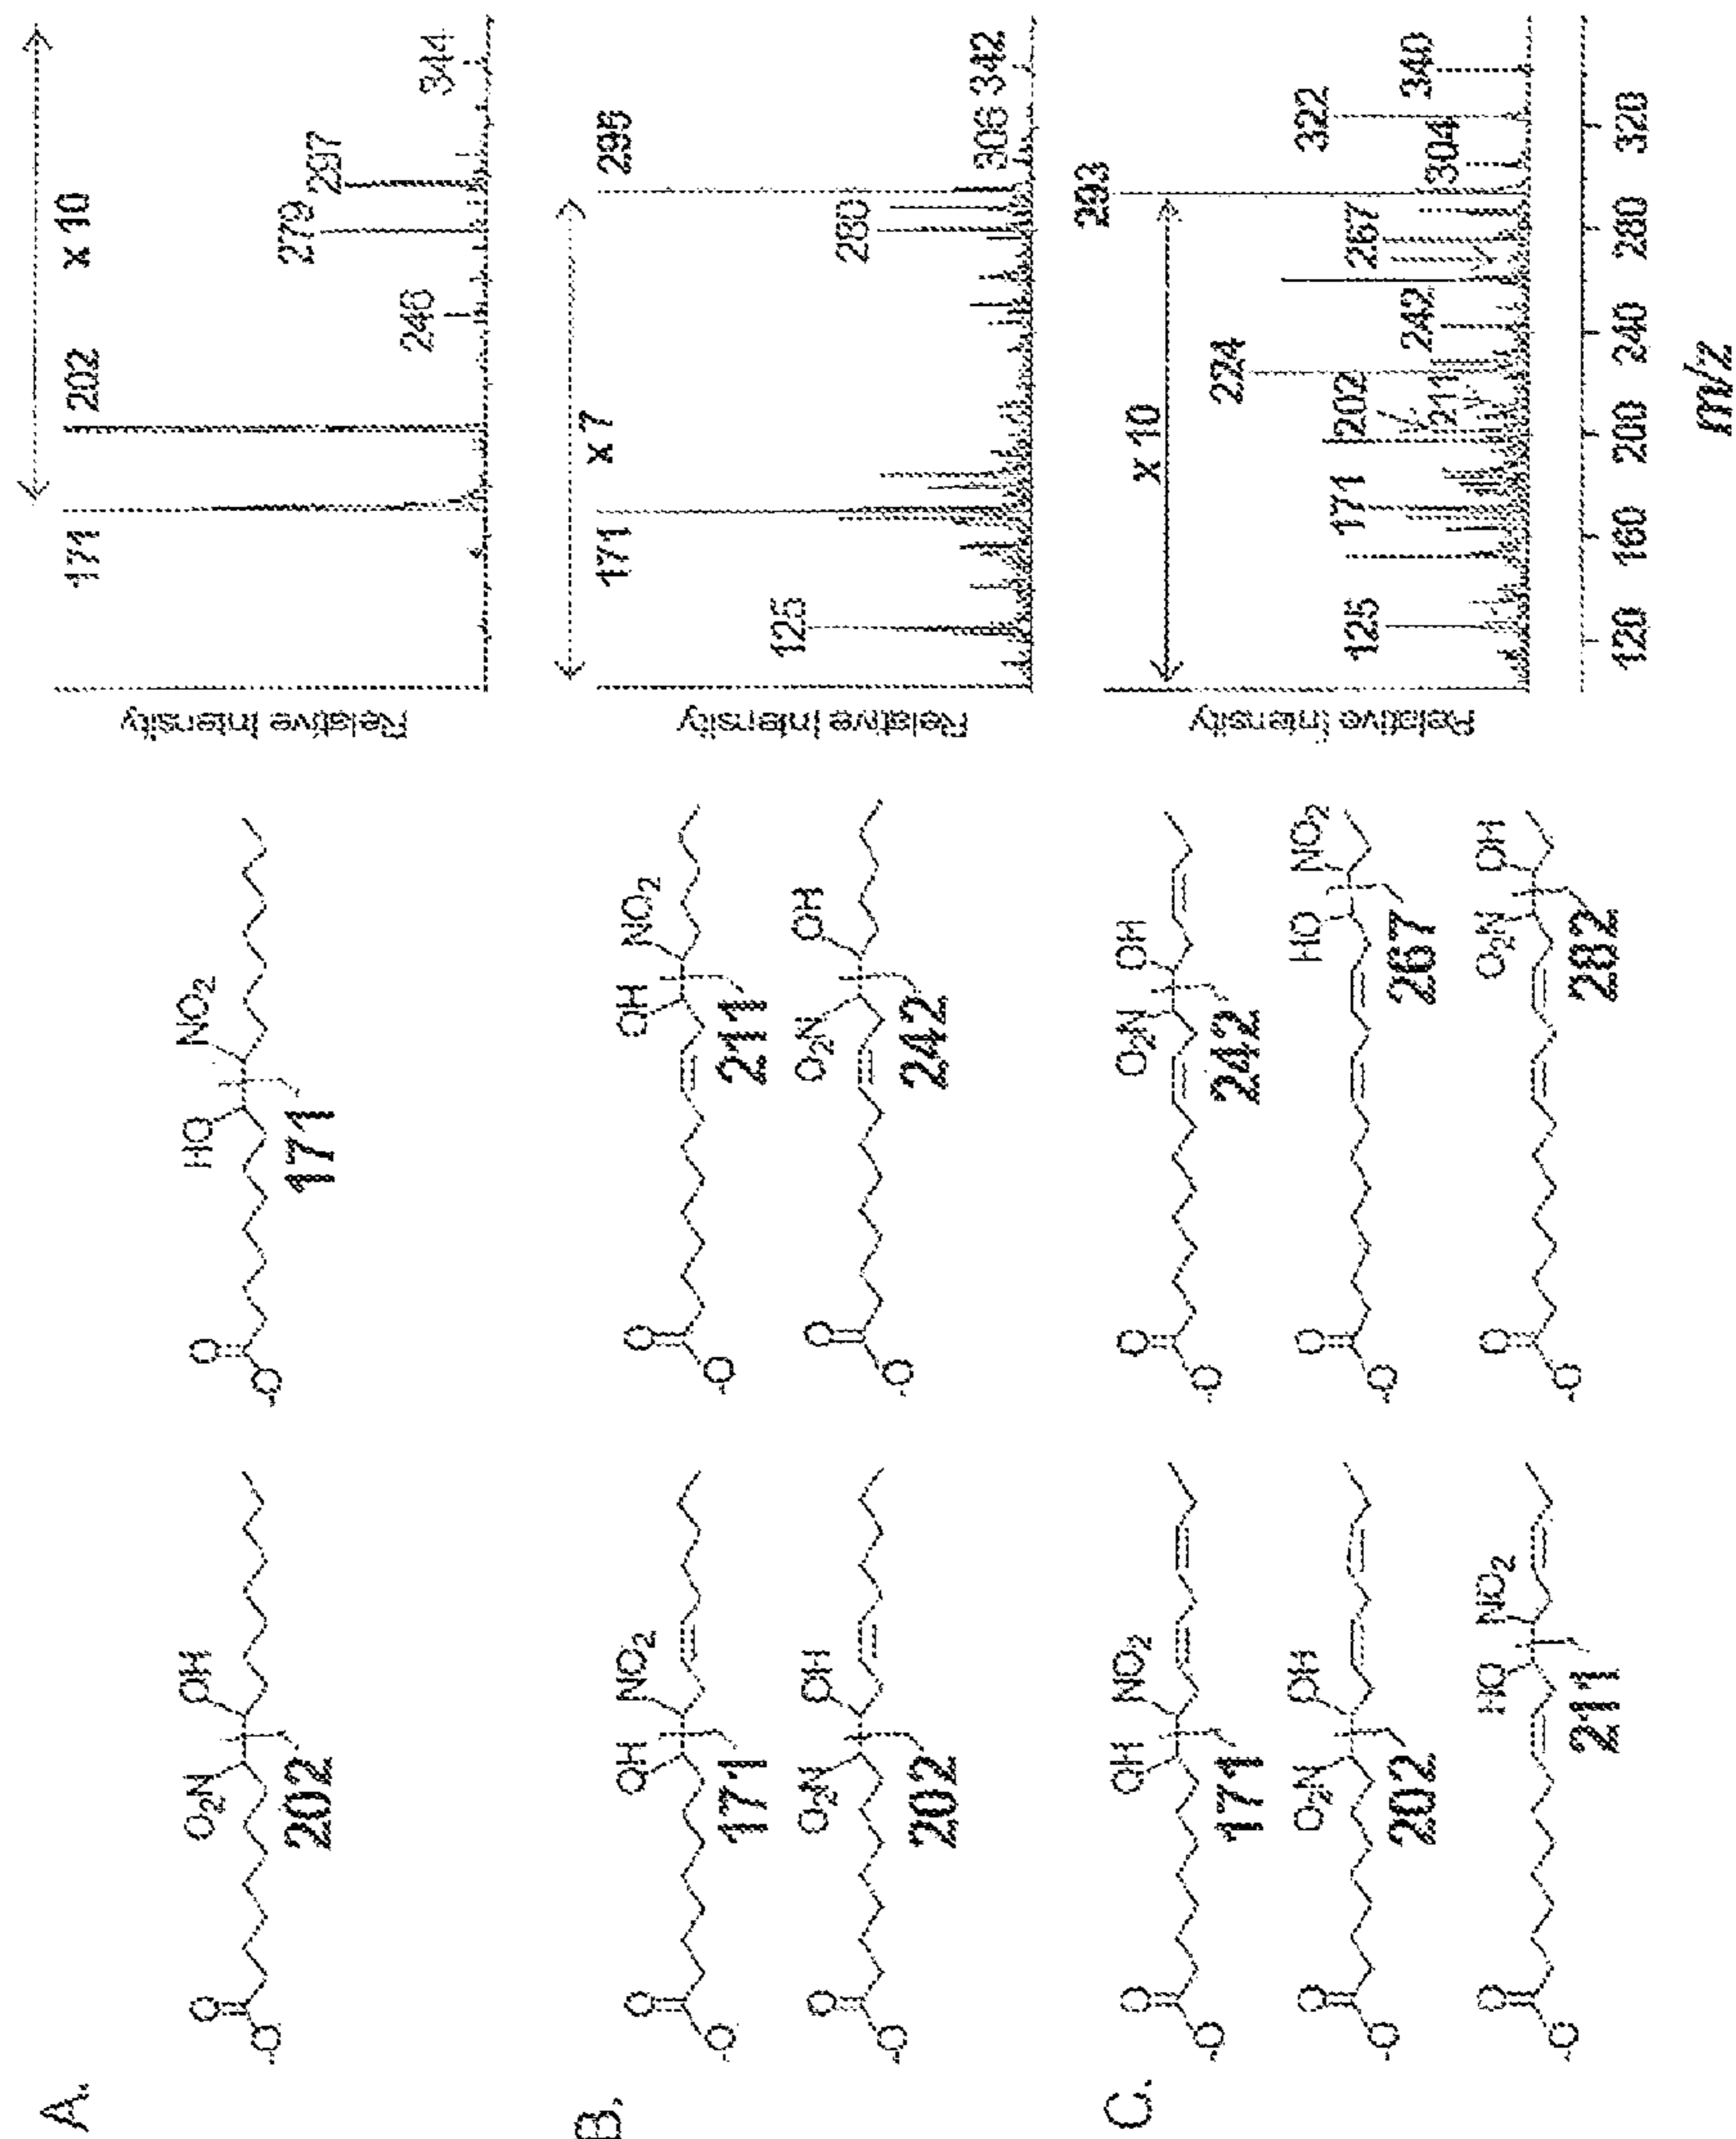 A.
O
-O
O₂N OH
202
O
-O
HO NO₂
171
Relative Intensity
x 10
171
202
246
279
297
344
B.
O
-O
OH NO₂
171
O
-O
OH NO₂
211
O
-O
O₂N OH
202
O
-O
O₂N OH
242
Relative Intensity
x 7
125
171
280
295
306
342
C.
O
-O
OH NO₂
171
O
-O
O₂N OH
242
O
-O
O₂N OH
202
O
-O
HO NO₂
267
O
-O
HO NO₂
211
O
-O
O₂N OH
282
Relative Intensity
x 10
293
125
171
202
211
224
242
267
304
322
340
120 160 200 240 280 320
m/z